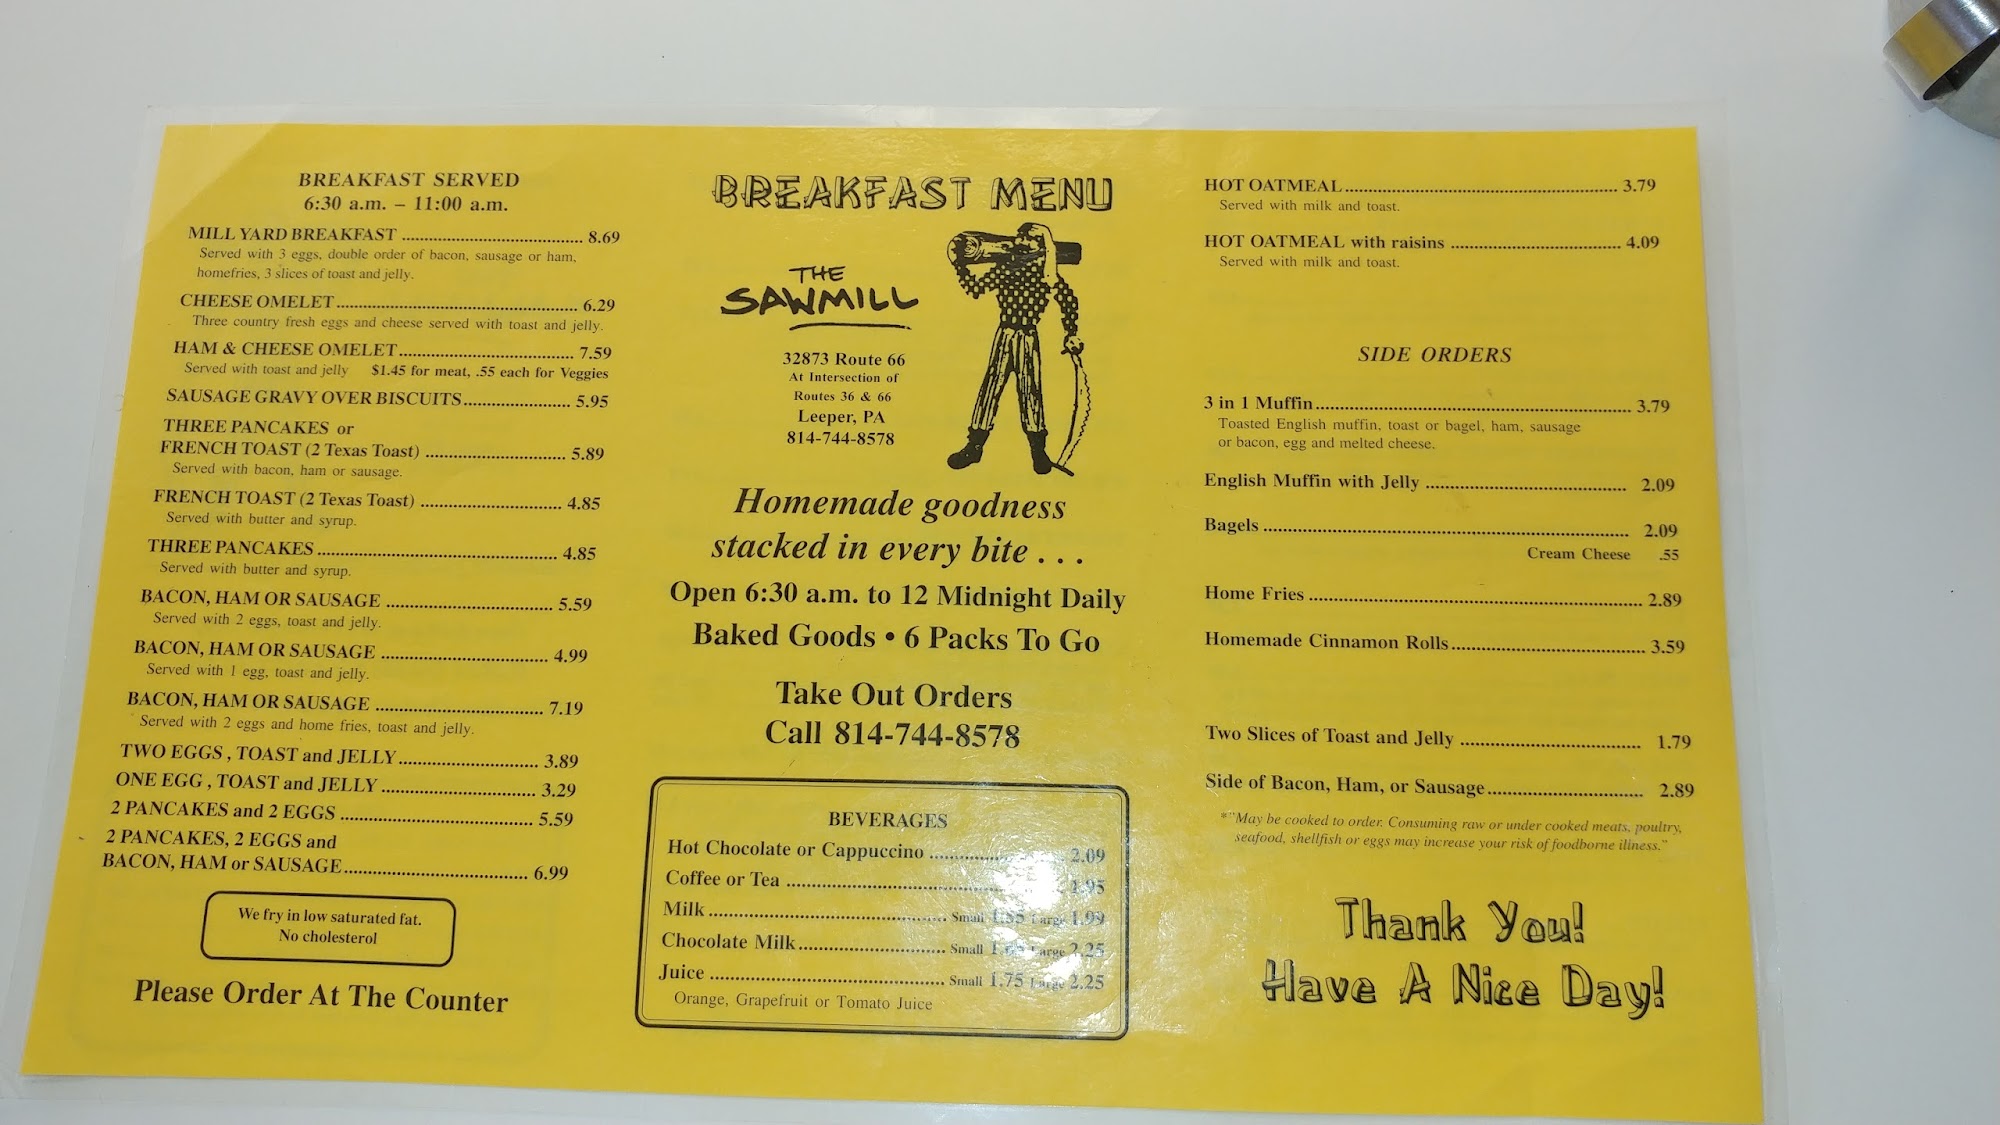 BREAKFAST SERVED
6:30 a.m. – 11:00 a.m.
MILL YARD BREAKFAST ........ 8.69
Served with 3 eggs, double order of bacon, sausage or ham,
homefries, 3 slices of toast and jelly.
CHEESE OMELET ........ 6.29
Three country fresh eggs and cheese served with toast and jelly.
HAM & CHEESE OMELET ........ 7.59
Served with toast and jelly $1.45 for meat, .55 each for Veggies
SAUSAGE GRAVY OVER BISCUITS ........ 5.95
THREE PANCAKES or
FRENCH TOAST (2 Texas Toast) ........ 5.89
Served with bacon, ham or sausage.
FRENCH TOAST (2 Texas Toast) ........ 4.85
Served with butter and syrup.
THREE PANCAKES ........ 4.85
Served with butter and syrup.
BACON, HAM OR SAUSAGE ........ 5.59
Served with 2 eggs, toast and jelly.
BACON, HAM OR SAUSAGE ........ 4.99
Served with 1 egg, toast and jelly.
BACON, HAM OR SAUSAGE ........ 7.19
Served with 2 eggs and home fries, toast and jelly.
TWO EGGS , TOAST and JELLY ........ 3.89
ONE EGG , TOAST and JELLY ........ 3.29
2 PANCAKES and 2 EGGS ........ 5.59
2 PANCAKES, 2 EGGS and
BACON, HAM or SAUSAGE ........ 6.99
We fry in low saturated fat.
No cholesterol
Please Order At The Counter
BREAKFAST MENU
THE
SAWMILL
32873 Route 66
At Intersection of
Routes 36 & 66
Leeper, PA
814-744-8578
Homemade goodness
stacked in every bite . . .
Open 6:30 a.m. to 12 Midnight Daily
Baked Goods • 6 Packs To Go
Take Out Orders
Call 814-744-8578
BEVERAGES
Hot Chocolate or Cappuccino ........ 2.09
Coffee or Tea ........ 1.95
Milk ........ Small Large 1.99
Chocolate Milk ........ Small Large 2.25
Juice ........ Small 1.75 Large 2.25
Orange, Grapefruit or Tomato Juice
HOT OATMEAL ........ 3.79
Served with milk and toast.
HOT OATMEAL with raisins ........ 4.09
Served with milk and toast.
SIDE ORDERS
3 in 1 Muffin ........ 3.79
Toasted English muffin, toast or bagel, ham, sausage
or bacon, egg and melted cheese.
English Muffin with Jelly ........ 2.09
Bagels ........ 2.09
Cream Cheese .55
Home Fries ........ 2.89
Homemade Cinnamon Rolls ........ 3.59
Two Slices of Toast and Jelly ........ 1.79
Side of Bacon, Ham, or Sausage ........ 2.89
*"May be cooked to order. Consuming raw or under cooked meats, poultry,
seafood, shellfish or eggs may increase your risk of foodborne illness."
Thank You!
Have A Nice Day!